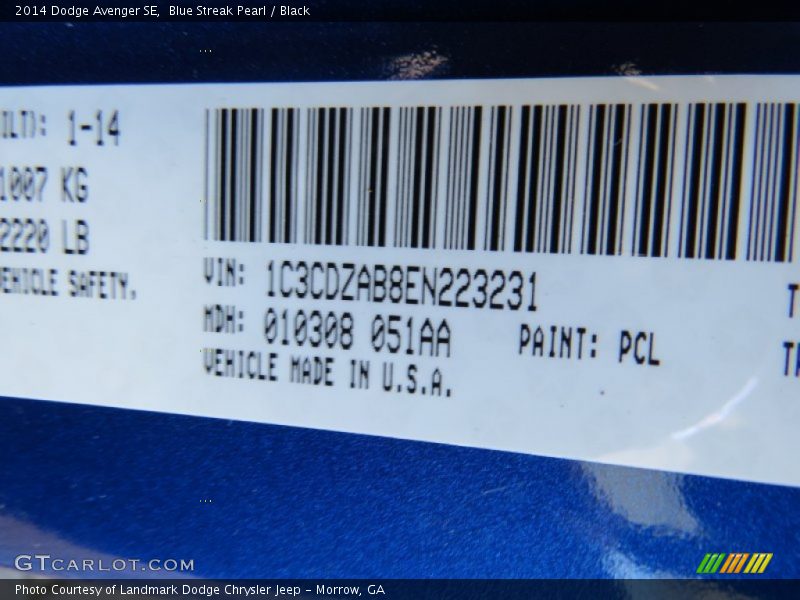 2014 Dodge Avenger SE,  Blue Streak Pearl / Black
1-14
1007 KG
2220 LB
VEHICLE SAFETY.
VIN: 1C3CDZAB8EN223231
MDH: 010308 051AA
PAINT: PCL
VEHICLE MADE IN U.S.A.
GTCARLOT.COM
Photo Courtesy of Landmark Dodge Chrysler Jeep – Morrow, GA